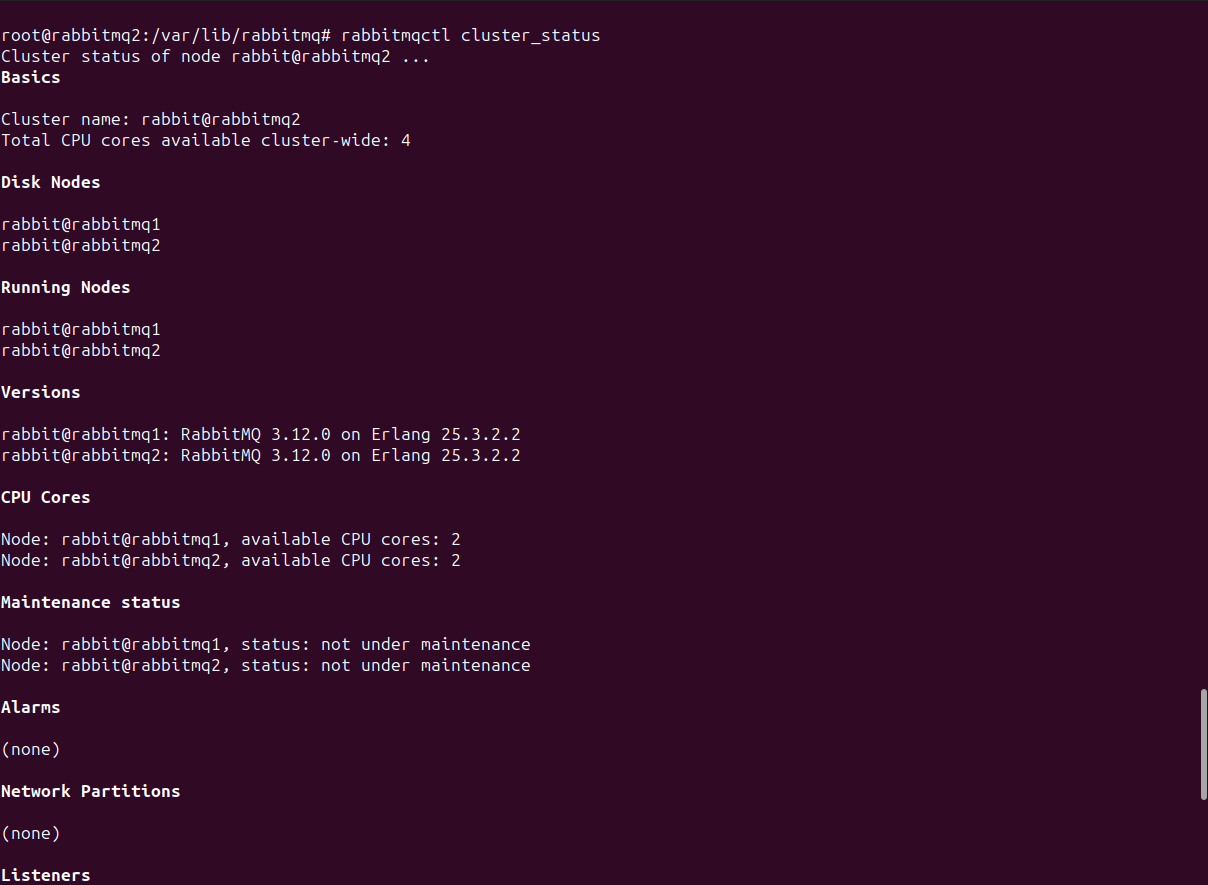 root@rabbitmq2:/var/lib/rabbitmq# rabbitmqctl cluster_status
Cluster status of node rabbit@rabbitmq2 ...
Basics
Cluster name: rabbit@rabbitmq2
Total CPU cores available cluster-wide: 4
Disk Nodes
rabbit@rabbitmq1
rabbit@rabbitmq2
Running Nodes
rabbit@rabbitmq1
rabbit@rabbitmq2
Versions
rabbit@rabbitmq1: RabbitMQ 3.12.0 on Erlang 25.3.2.2
rabbit@rabbitmq2: RabbitMQ 3.12.0 on Erlang 25.3.2.2
CPU Cores
Node: rabbit@rabbitmq1, available CPU cores: 2
Node: rabbit@rabbitmq2, available CPU cores: 2
Maintenance status
Node: rabbit@rabbitmq1, status: not under maintenance
Node: rabbit@rabbitmq2, status: not under maintenance
Alarms
(none)
Network Partitions
(none)
Listeners